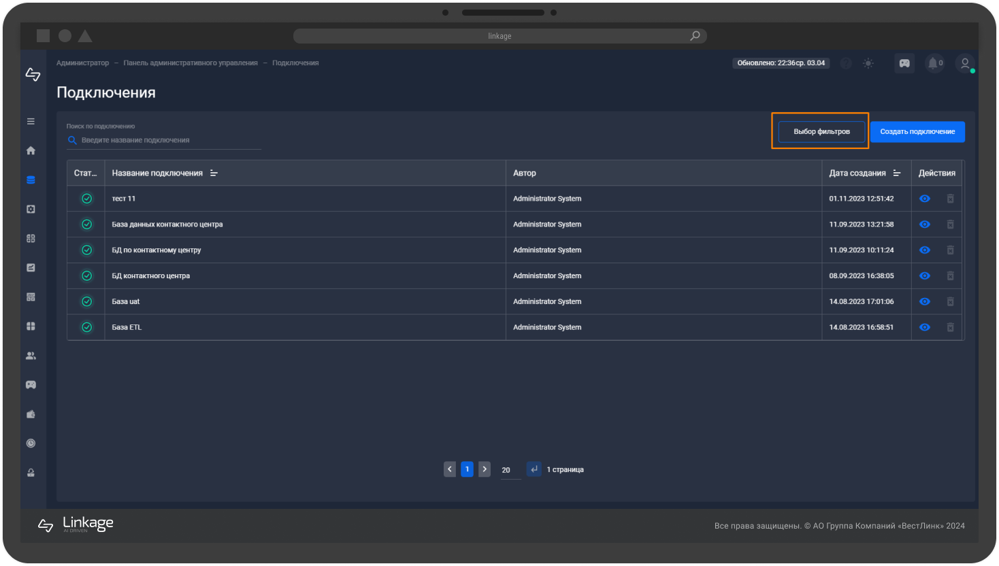 linkage
Администратор – Панель административного управления – Подключения
Обновлено: 22:36ср. 03.04
0
Подключения
Поиск по подключению
Введите название подключения
Выбор фильтров
Создать подключение
Стат... Название подключения Автор Дата создания Действия
тест 11 Administrator System 01.11.2023 12:51:42
База данных контактного центра Administrator System 11.09.2023 13:21:58
БД по контактному центру Administrator System 11.09.2023 10:11:24
БД контактного центра Administrator System 08.09.2023 16:38:05
База uat Administrator System 14.08.2023 17:01:06
База ETL Administrator System 14.08.2023 16:58:51
1 20 1 страница
Linkage
AI DRIVEN
Все права защищены. © АО Группа Компаний «ВестЛинк» 2024